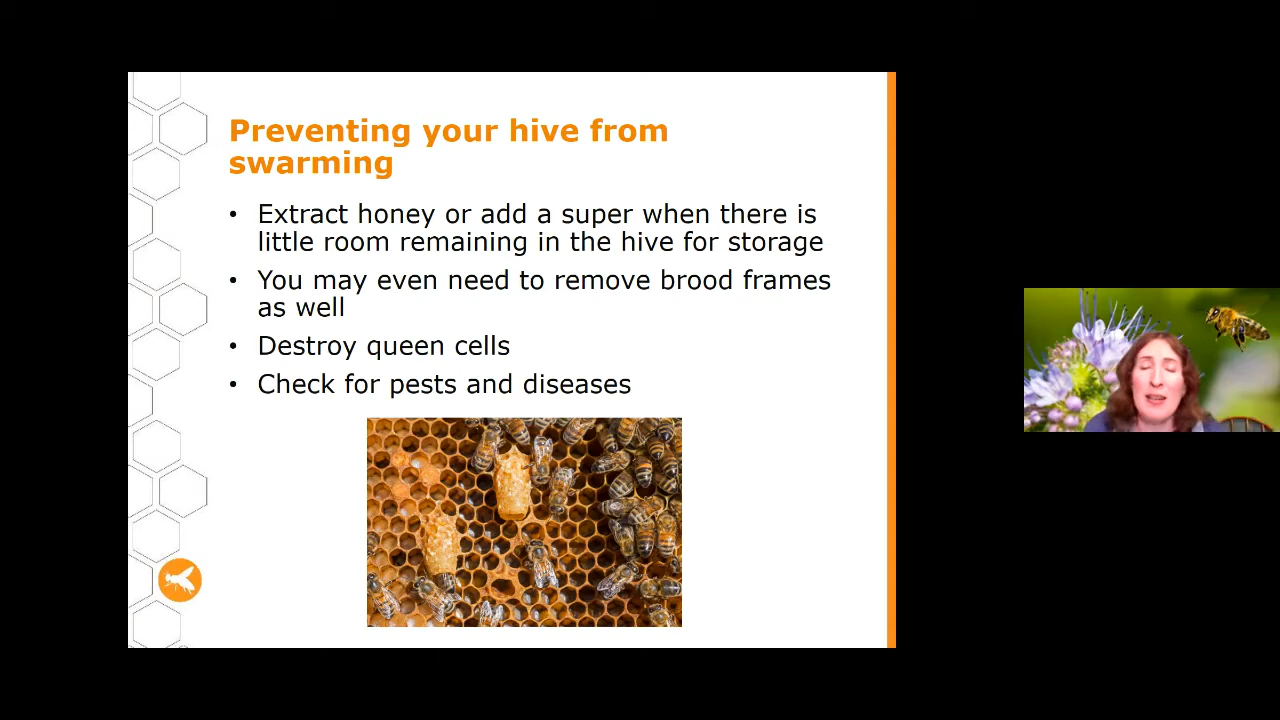 Preventing your hive from
swarming
• Extract honey or add a super when there is
little room remaining in the hive for storage
• You may even need to remove brood frames
as well
• Destroy queen cells
• Check for pests and diseases